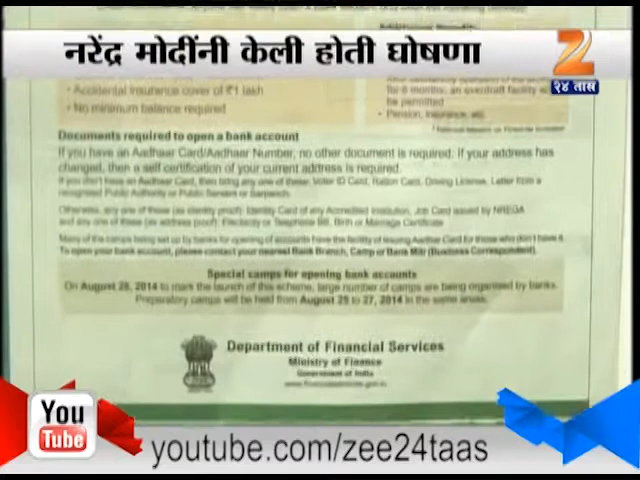 नरेंद्र मोदींनी केली होती घोषणा
२४ तास
• Accidental insurance cover of ₹1 lakh
• No minimum balance required
for 6 months, an overdraft facility will
be permitted
• Pension, Insurance, etc.
Documents required to open a bank account
If you have an Aadhaar Card/Aadhaar Number, no other document is required. If your address has
changed, then a self certification of your current address is required.
If you don't have an Aadhaar Card, then bring any one of these: Voter ID Card, Ration Card, Driving License, Letter from a
recognised Public Authority or Public Servant or Sarpanch.
Otherwise, any one of these (as identity proof): Identity Card of any Accredited Institution, Job Card issued by NREGA
and any one of these (as address proof): Electricity or Telephone Bill, Birth or Marriage Certificate
Many of the camps being set up by banks for opening of accounts have the facility of issuing Aadhar Card for those who don't have it.
To open your bank account, please contact your nearest Bank Branch, Camp or Bank Mitr (Business Correspondent).
Special camps for opening bank accounts
On August 28, 2014 to mark the launch of this scheme, large number of camps are being organised by banks.
Preparatory camps will be held from August 25 to 27, 2014 in the same areas.
Department of Financial Services
Ministry of Finance
Government of India
You
Tube
youtube.com/zee24taas